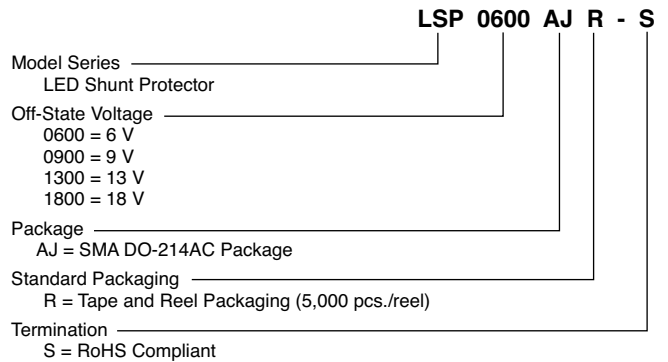 LSP 0600 AJ R - S
Model Series
LED Shunt Protector
Off-State Voltage
0600 = 6 V
0900 = 9 V
1300 = 13 V
1800 = 18 V
Package
AJ = SMA DO-214AC Package
Standard Packaging
R = Tape and Reel Packaging (5,000 pcs./reel)
Termination
S = RoHS Compliant